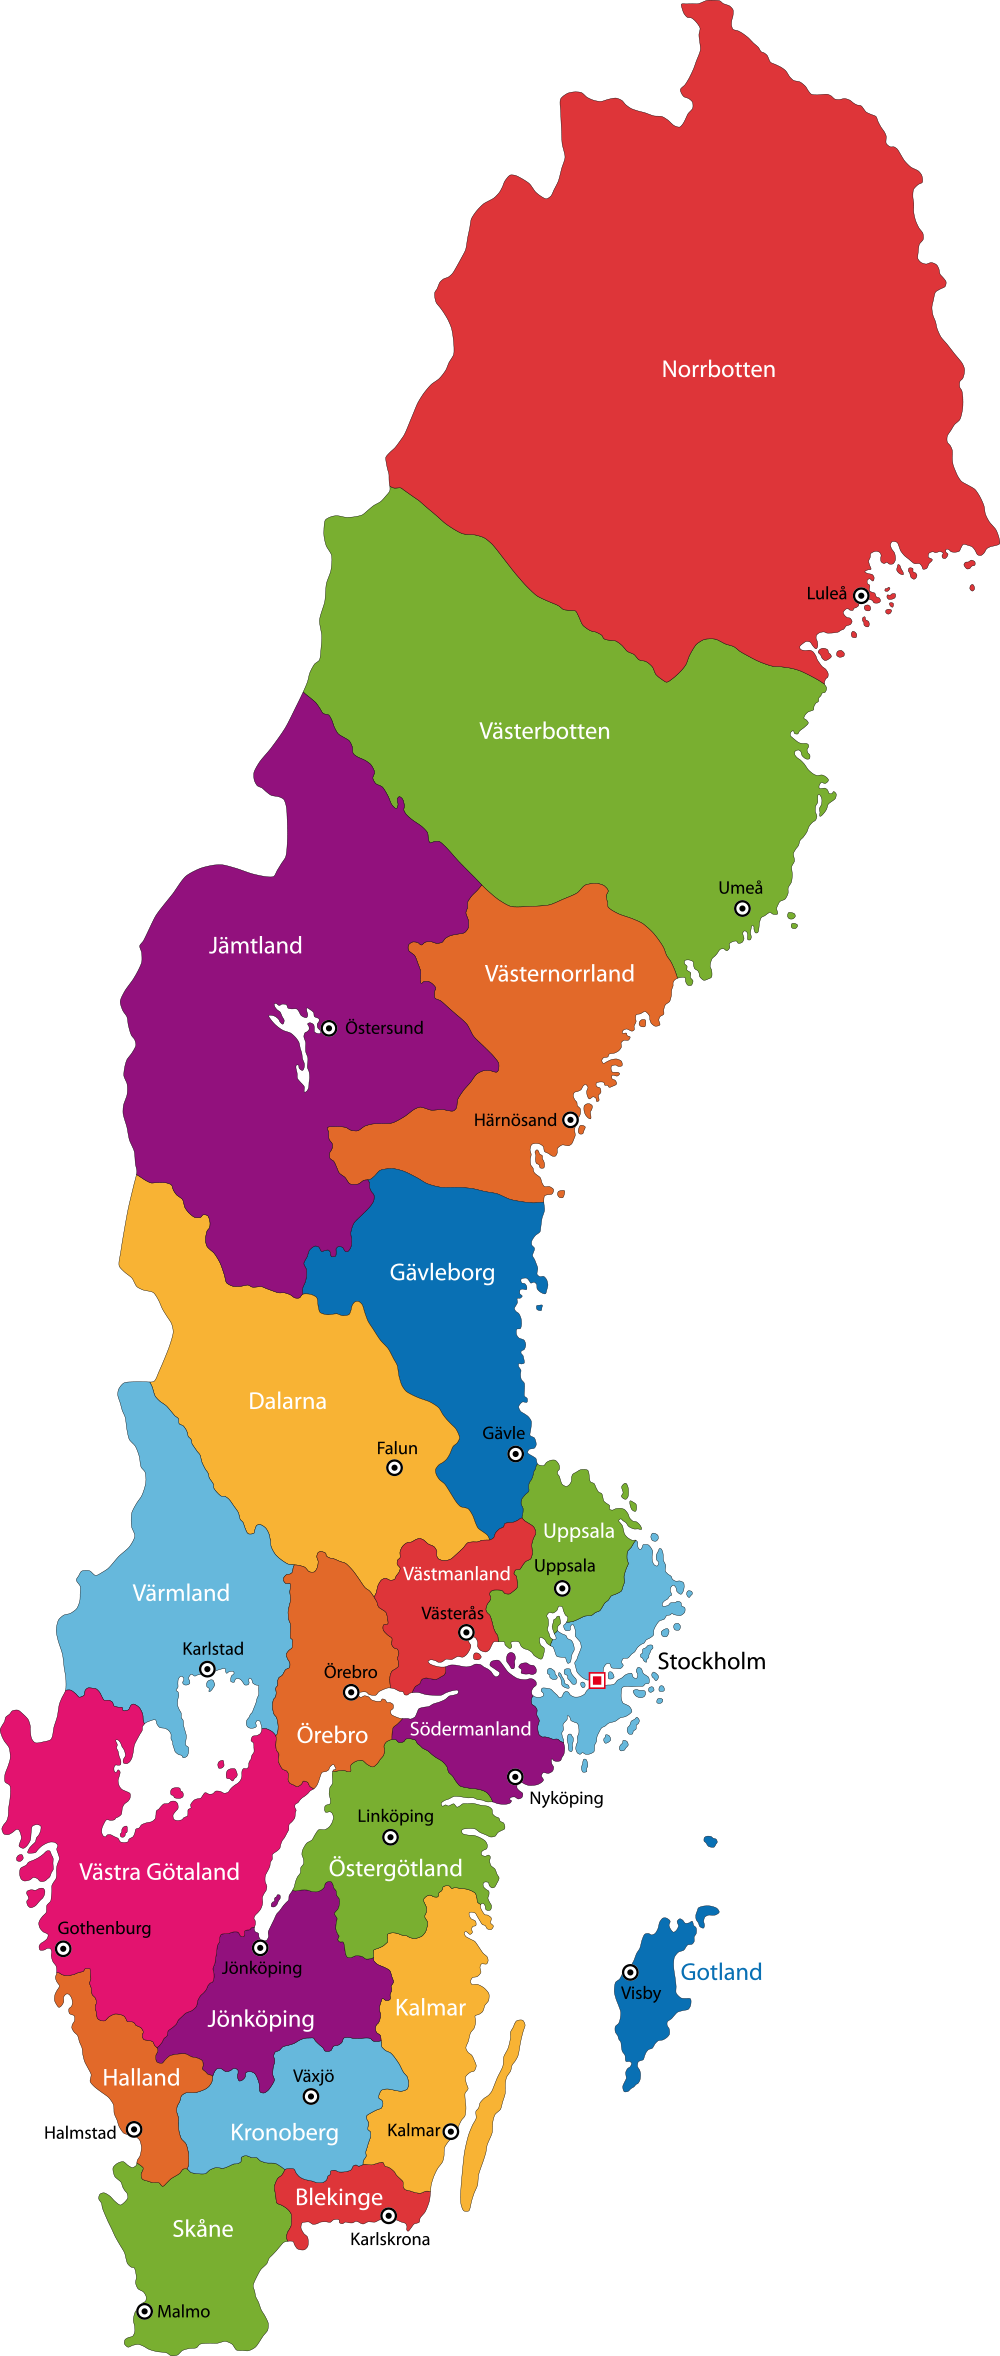 Norrbotten
Luleå
Västerbotten
Umeå
Jämtland
Västernorrland
Östersund
Härnösand
Gävleborg
Dalarna
Gävle
Falun
Uppsala
Uppsala
Västmanland
Värmland
Västerås
Karlstad
Stockholm
Örebro
Södermanland
Örebro
Nyköping
Linköping
Östergötland
Västra Götaland
Gothenburg
Jönköping
Gotland
Visby
Kalmar
Jönköping
Växjö
Halland
Kalmar
Kronoberg
Halmstad
Blekinge
Skåne
Karlskrona
Malmo